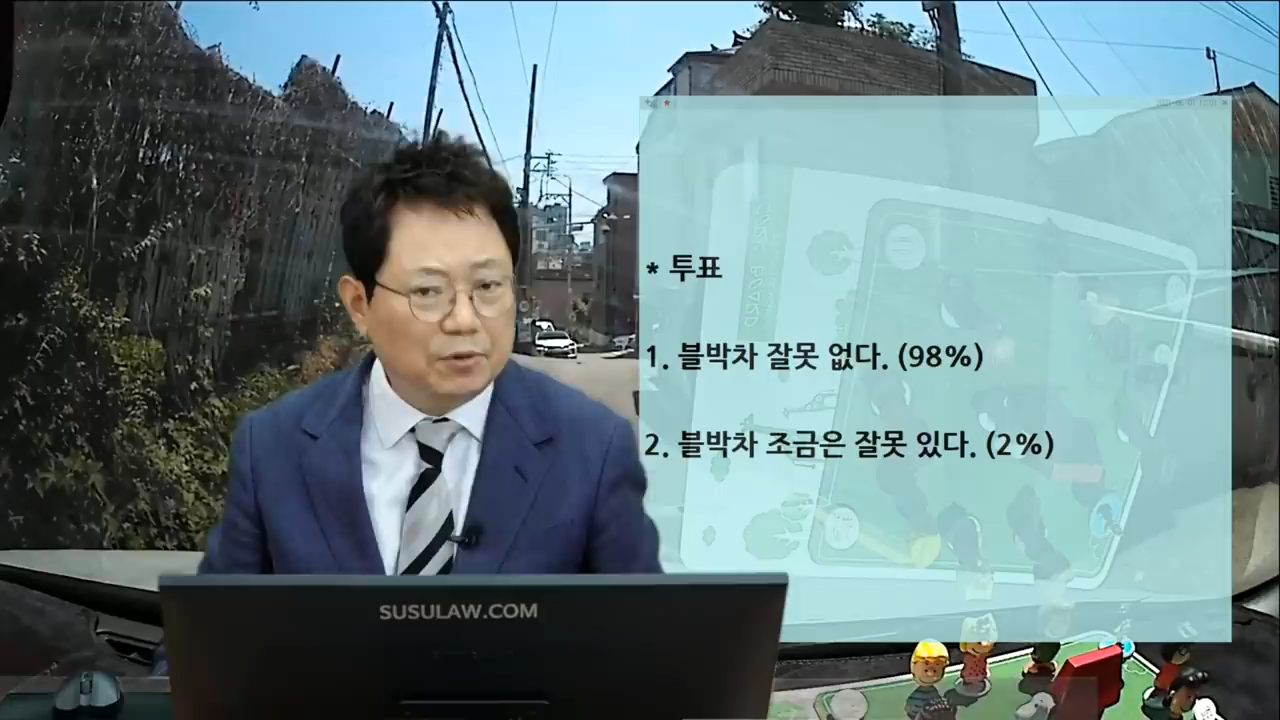 * 투표
1. 블박차 잘못 없다. (98%)
2. 블박차 조금은 잘못 있다. (2%)
SUSULAW.COM